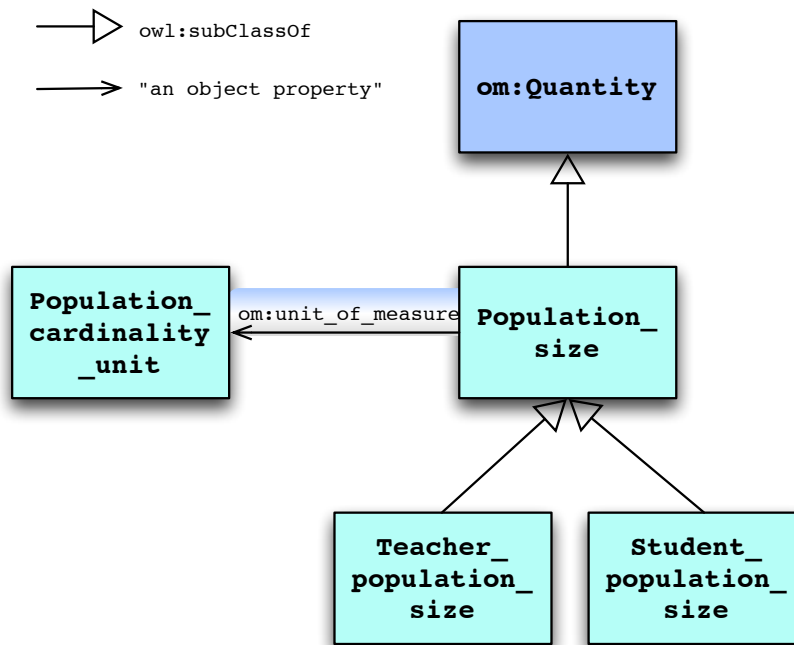 owl:subClassOf
"an object property"
om:Quantity
Population_
cardinality
_unit
om:unit_of_measure
Population_
size
Teacher_
population_
size
Student_
population_
size